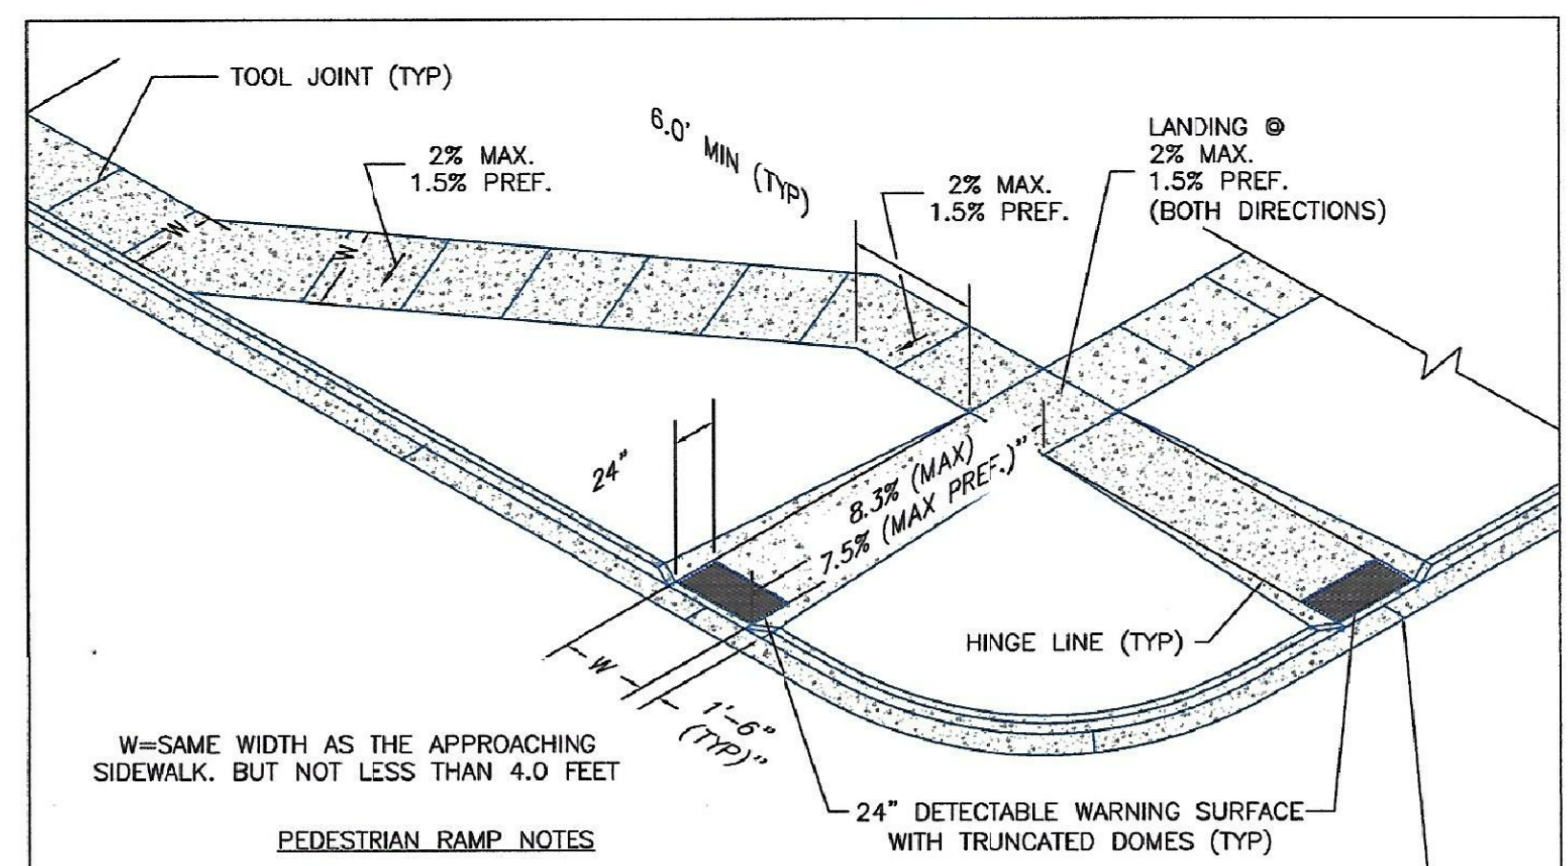 TOOL JOINT (TYP)
2% MAX.
1.5% PREF.
6.0' MIN (TYP)
2% MAX.
1.5% PREF.
LANDING @
2% MAX.
1.5% PREF.
(BOTH DIRECTIONS)
W
W
24"
8.3% (MAX)
7.5% (MAX PREF.)"
HINGE LINE (TYP)
W
1'-6"
(TYP)"
W=SAME WIDTH AS THE APPROACHING
SIDEWALK. BUT NOT LESS THAN 4.0 FEET
24" DETECTABLE WARNING SURFACE
WITH TRUNCATED DOMES (TYP)
PEDESTRIAN RAMP NOTES